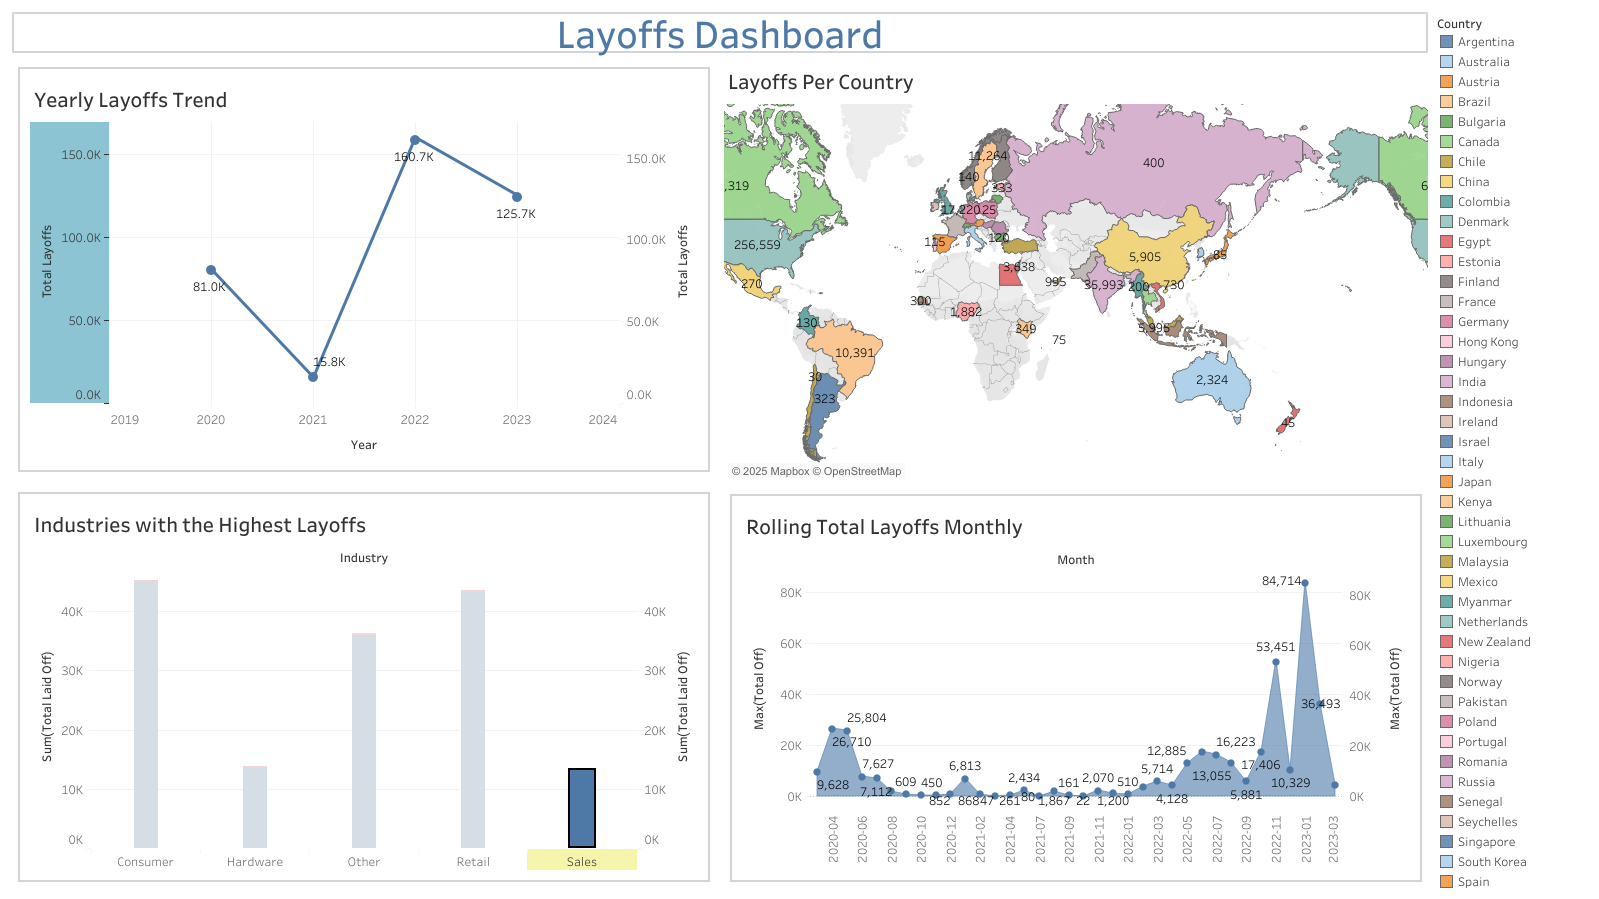 Layoffs Dashboard
Yearly Layoffs Trend
Total Layoffs
150.0K
100.0K
50.0K
0.0K
160.7K
125.7K
81.0K
15.8K
150.0K
100.0K
50.0K
0.0K
Total Layoffs
2019
2020
2021
2022
2023
2024
Year
Layoffs Per Country
,319
6
256,559
270
130
10,391
30
323
11,264
140
333
115
120
400
3,638
995
300
1,882
349
75
5,905
85
35,993
200
730
5,995
2,324
45
© 2025 Mapbox © OpenStreetMap
Industries with the Highest Layoffs
Industry
Sum(Total Laid Off)
40K
30K
20K
10K
0K
40K
30K
20K
10K
0K
Sum(Total Laid Off)
Consumer
Hardware
Other
Retail
Sales
Rolling Total Layoffs Monthly
Month
Max(Total Off)
80K
60K
40K
20K
0K
9,628
26,710
25,804
7,627
7,112
609
450
852
6,813
868
47
261
2,434
80
1,867
161
22
2,070
1,200
510
5,714
4,128
12,885
13,055
16,223
5,881
17,406
53,451
10,329
84,714
36,493
80K
60K
40K
20K
0K
Max(Total Off)
2020-04
2020-06
2020-08
2020-10
2020-12
2021-02
2021-04
2021-07
2021-09
2021-11
2022-01
2022-03
2022-05
2022-07
2022-09
2022-11
2023-01
2023-03
Country
Argentina
Australia
Austria
Brazil
Bulgaria
Canada
Chile
China
Colombia
Denmark
Egypt
Estonia
Finland
France
Germany
Hong Kong
Hungary
India
Indonesia
Ireland
Israel
Italy
Japan
Kenya
Lithuania
Luxembourg
Malaysia
Mexico
Myanmar
Netherlands
New Zealand
Nigeria
Norway
Pakistan
Poland
Portugal
Romania
Russia
Senegal
Seychelles
Singapore
South Korea
Spain